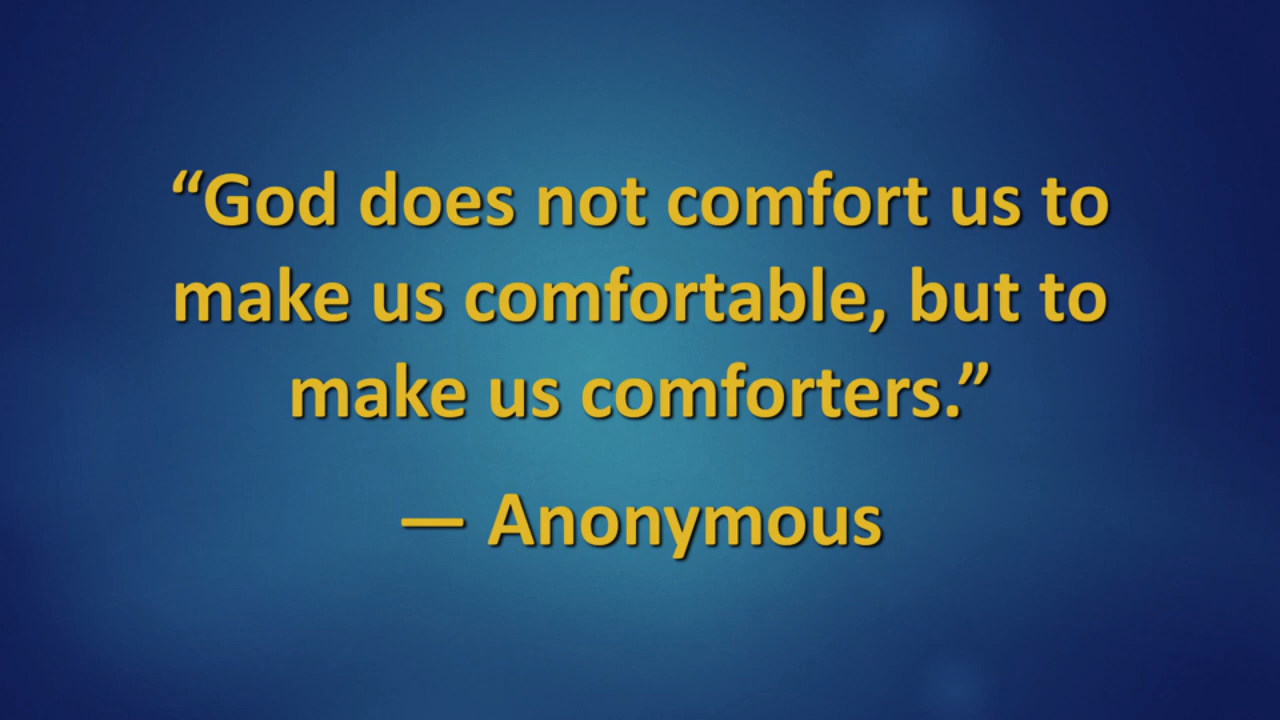 “God does not comfort us to
make us comfortable, but to
make us comforters.”
— Anonymous